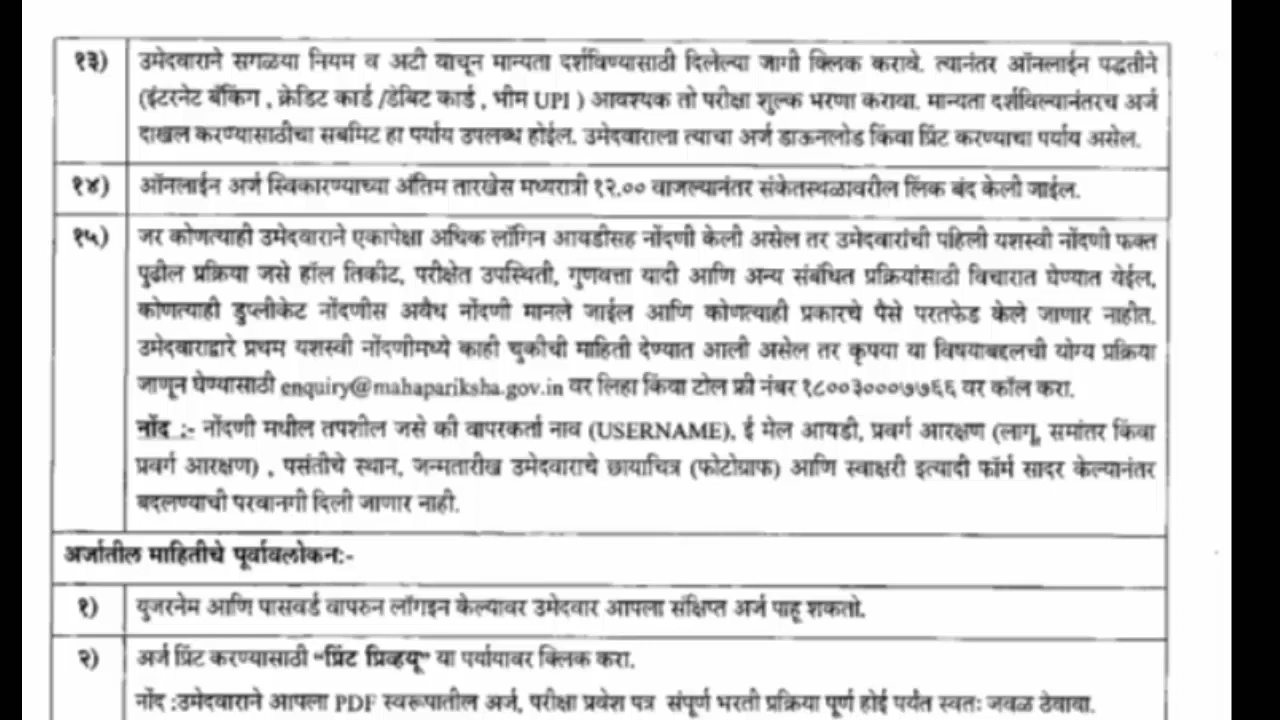 १३) उमेदवाराने सगळया नियम व अटी वाचून मान्यता दर्शविण्यासाठी दिलेल्या जागी क्लिक करावे. त्यानंतर ऑनलाईन पद्धतीने
(इंटरनेट बँकिंग , क्रेडिट कार्ड /डेबिट कार्ड , भीम UPI ) आवश्यक तो परीक्षा शुल्क भरणा करावा. मान्यता दर्शविल्यानंतरच अर्ज
दाखल करण्यासाठीचा सबमिट हा पर्याय उपलब्ध होईल. उमेदवाराला त्याचा अर्ज डाऊनलोड किंवा प्रिंट करण्याचा पर्याय असेल.
१४) ऑनलाईन अर्ज स्विकारण्याच्या अंतिम तारखेस मध्यरात्री १२.०० वाजल्यानंतर संकेतस्थळावरील लिंक बंद केली जाईल.
१५) जर कोणत्याही उमेदवाराने एकापेक्षा अधिक लॉगिन आयडीसह नोंदणी केली असेल तर उमेदवारांची पहिली यशस्वी नोंदणी फक्त
पुढील प्रक्रिया जसे हॉल तिकीट, परीक्षेत उपस्थिती, गुणवत्ता यादी आणि अन्य संबंधित प्रक्रियांसाठी विचारात घेण्यात येईल,
कोणत्याही डुप्लीकेट नोंदणीस अवैध नोंदणी मानले जाईल आणि कोणत्याही प्रकारचे पैसे परतफेड केले जाणार नाहीत.
उमेदवाराद्वारे प्रथम यशस्वी नोंदणीमध्ये काही चुकीची माहिती देण्यात आली असेल तर कृपया या विषयाबद्दलची योग्य प्रक्रिया
जाणून घेण्यासाठी enquiry@mahapariksha.gov.in वर लिहा किंवा टोल फ्री नंबर १८००३०००७७६६ वर कॉल करा.
नोंद :- नोंदणी मधील तपशील जसे की वापरकर्ता नाव (USERNAME), ई मेल आयडी, प्रवर्ग आरक्षण (लागू, समांतर किंवा
प्रवर्ग आरक्षण) , पसंतीचे स्थान, जन्मतारीख उमेदवाराचे छायाचित्र (फोटोग्राफ) आणि स्वाक्षरी इत्यादी फॉर्म सादर केल्यानंतर
बदलण्याची परवानगी दिली जाणार नाही.
अर्जातील माहितीचे पूर्वावलोकन:-
१) युजरनेम आणि पासवर्ड वापरुन लॉगइन केल्यावर उमेदवार आपला संक्षिप्त अर्ज पाहू शकतो.
२) अर्ज प्रिंट करण्यासाठी “प्रिंट प्रिव्हयू” या पर्यायावर क्लिक करा.
नोंद :उमेदवाराने आपला PDF स्वरूपातील अर्ज, परीक्षा प्रवेश पत्र संपूर्ण भरती प्रक्रिया पूर्ण होई पर्यंत स्वतः जवळ ठेवावा.